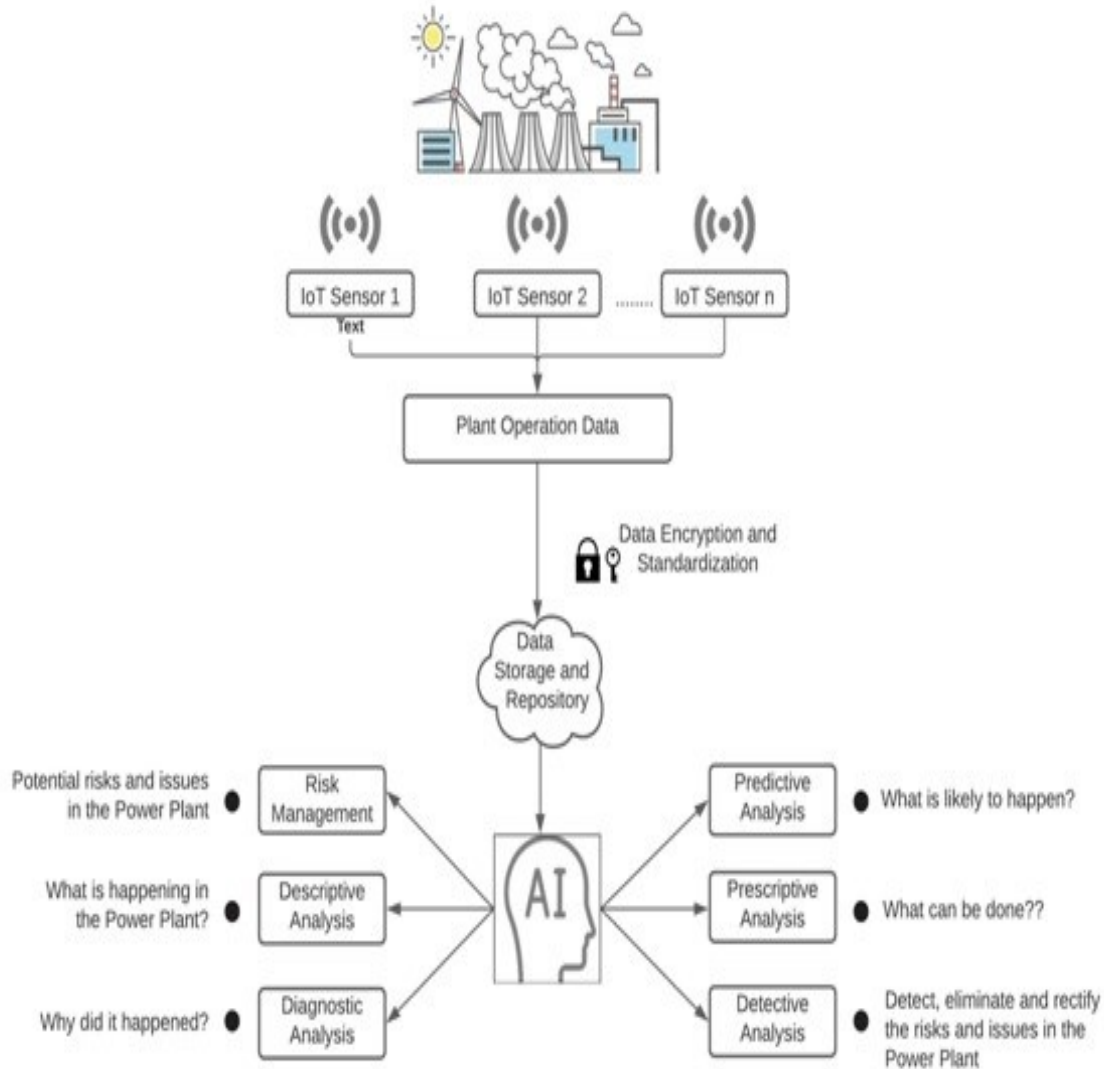 IoT Sensor 1
IoT Sensor 2
........
IoT Sensor n
Text
Plant Operation Data
Data Encryption and
Standardization
Data
Storage and
Repository
Potential risks and issues
in the Power Plant
Risk
Management
Predictive
Analysis
What is likely to happen?
What is happening in
the Power Plant?
Descriptive
Analysis
AI
Prescriptive
Analysis
What can be done??
Why did it happened?
Diagnostic
Analysis
Detective
Analysis
Detect, eliminate and rectify
the risks and issues in the
Power Plant